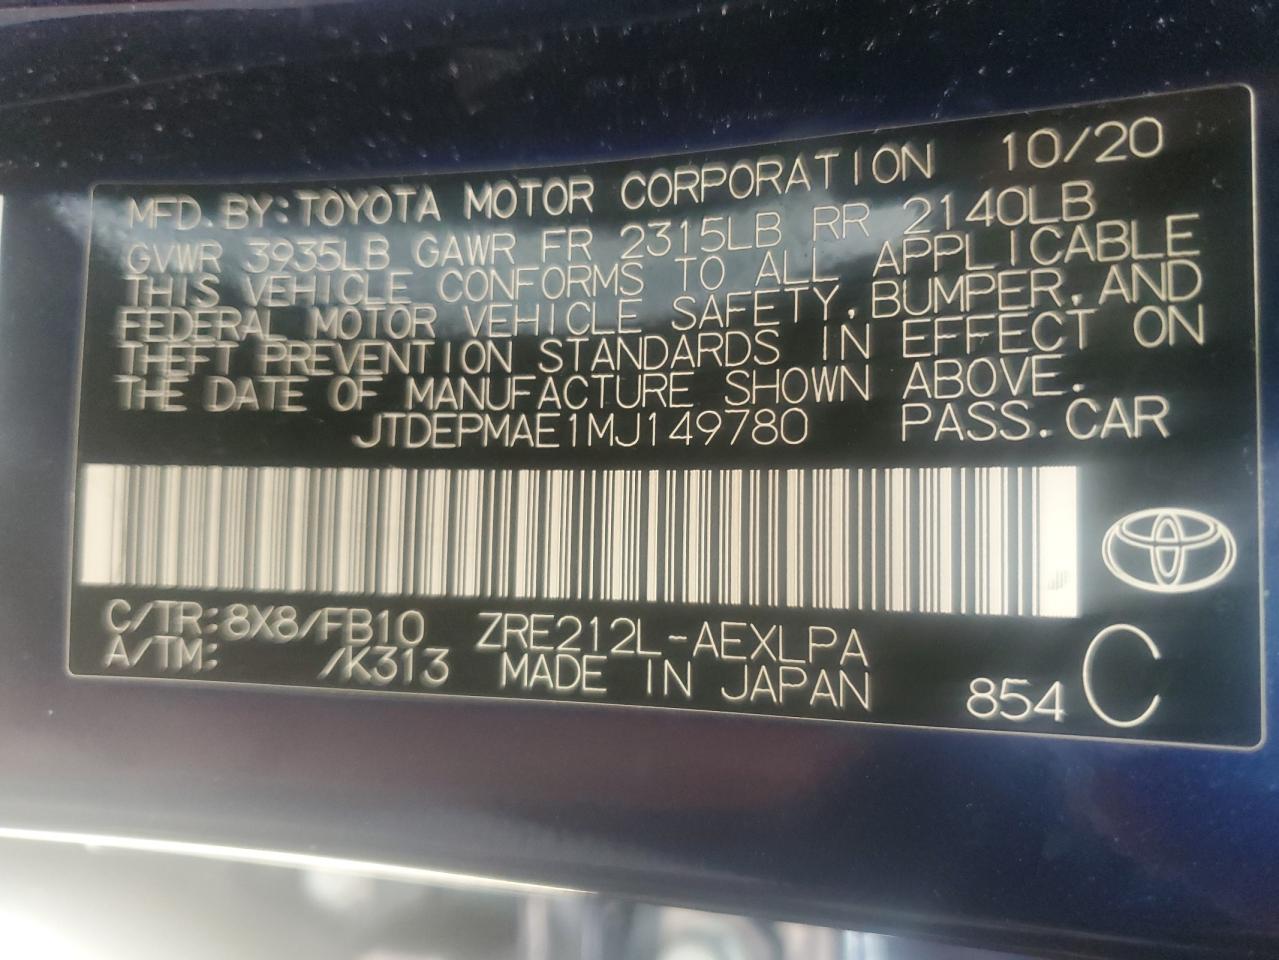 MFD.BY:TOYOTA MOTOR CORPORATION 10/20
GVWR 3935LB GAWR FR 2315LB RR 2140LB
THIS VEHICLE CONFORMS TO ALL APPLICABLE
FEDERAL MOTOR VEHICLE SAFETY,BUMPER,AND
THEFT PREVENTION STANDARDS IN EFFECT ON
THE DATE OF MANUFACTURE SHOWN ABOVE.
JTDEPMAE1MJ149780 PASS.CAR
C/TR:8X8/FB10 ZRE212L-AEXLPA
A/TM: /K313 MADE IN JAPAN 854 C